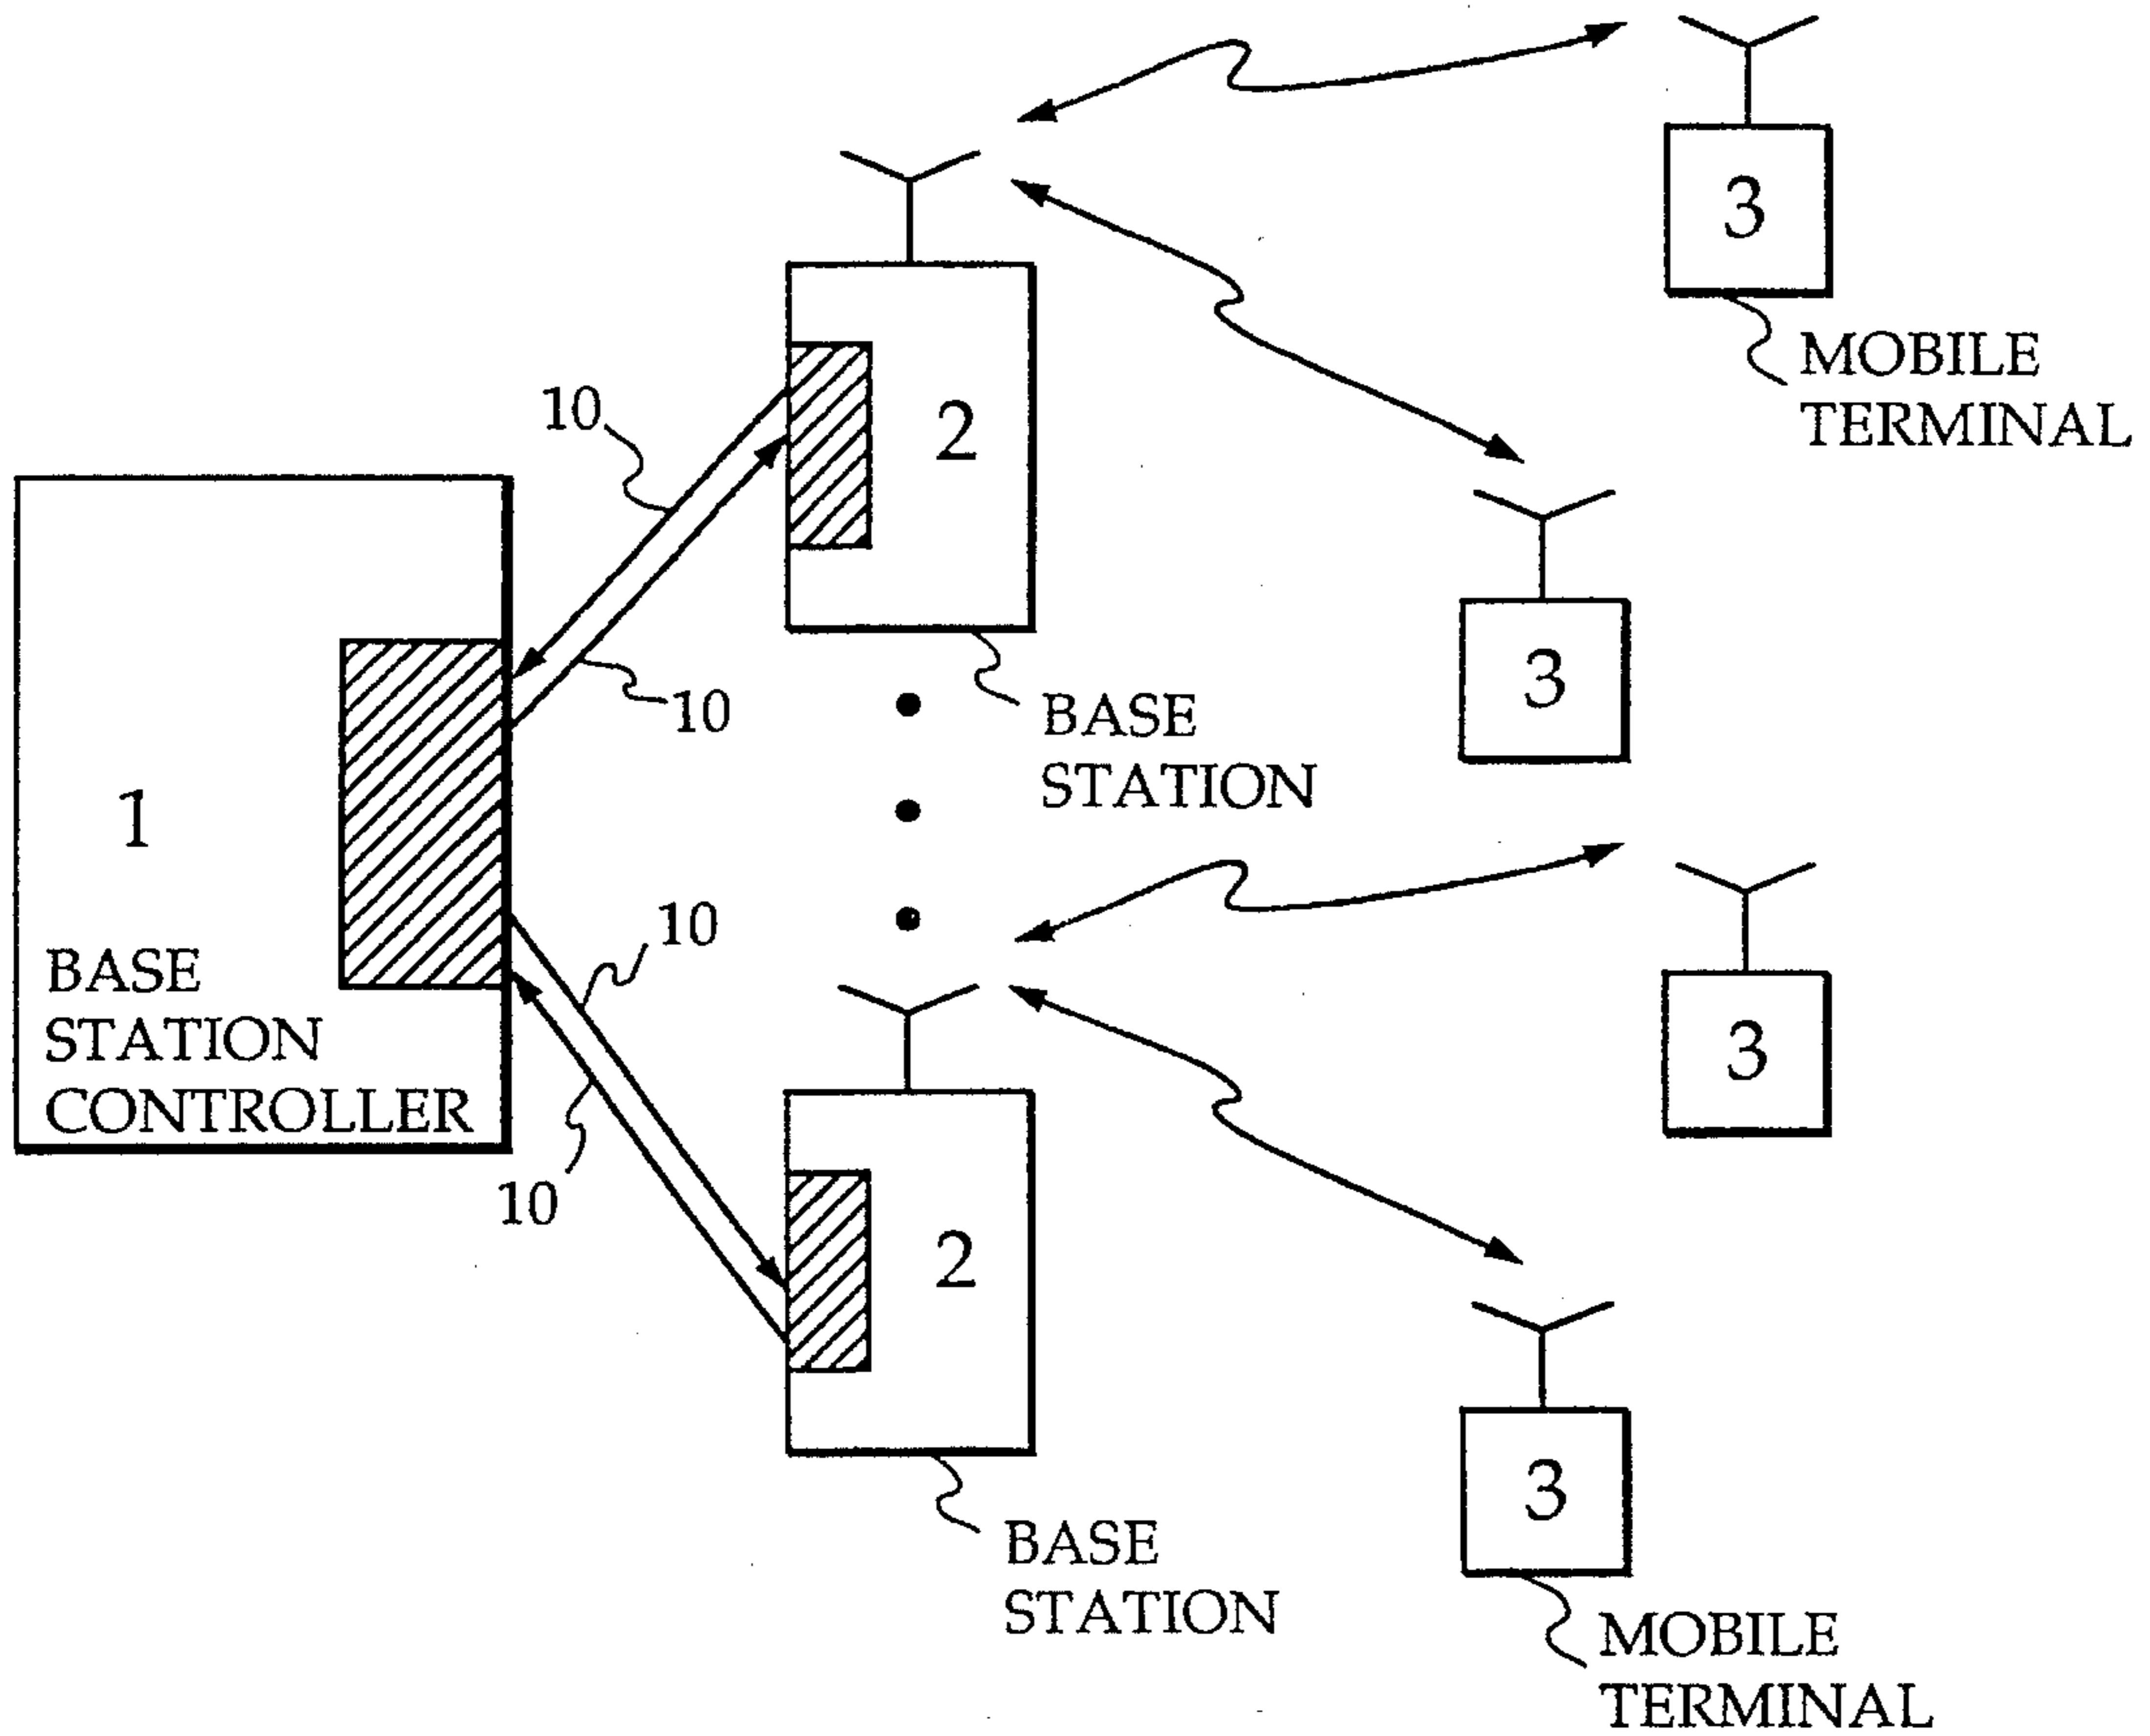 3
MOBILE
TERMINAL
10
2
3
10
BASE
STATION
1
10
BASE
STATION
CONTROLLER
3
10
2
3
BASE
STATION
MOBILE
TERMINAL